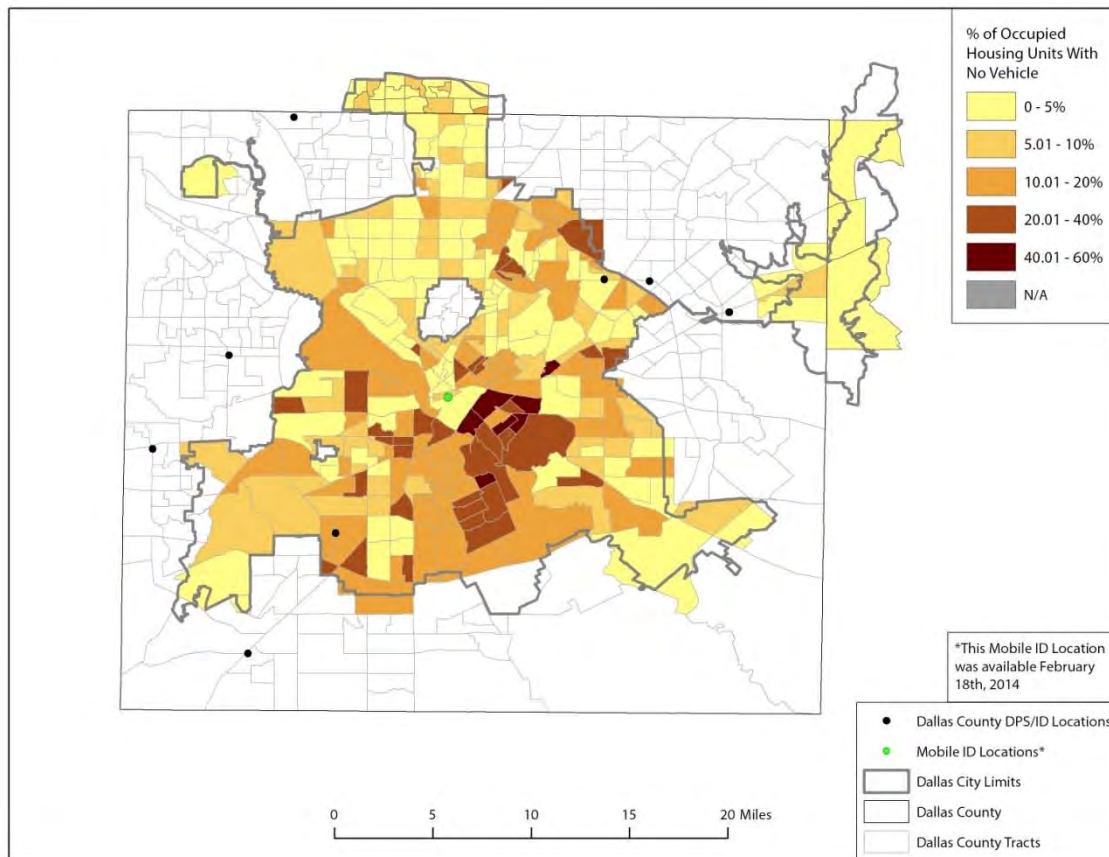 % of Occupied
Housing Units With
No Vehicle
0 - 5%
5.01 - 10%
10.01 - 20%
20.01 - 40%
40.01 - 60%
N/A
*This Mobile ID Location
was available February
18th, 2014
Dallas County DPS/ID Locations
Mobile ID Locations*
Dallas City Limits
Dallas County
Dallas County Tracts
0 5 10 15 20 Miles